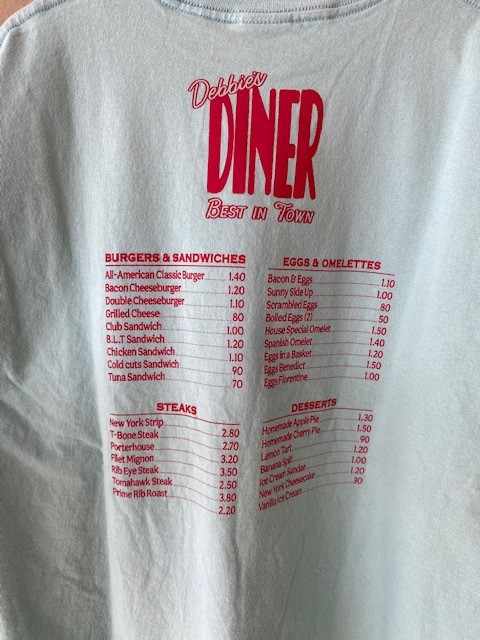 Debbie's
DINER
BEST IN TOWN
BURGERS & SANDWICHES
All-American Classic Burger 1.40
Bacon Cheeseburger 1.20
Double Cheeseburger 1.10
Grilled Cheese 80
Club Sandwich 1.00
B.L.T Sandwich 1.20
Chicken Sandwich 1.10
Cold cuts Sandwich 90
Tuna Sandwich 70
EGGS & OMELETTES
Bacon & Eggs 1.10
Sunny Side Up 1.00
Scrambled Eggs 80
Boiled Eggs (2) 50
House Special Omelet 1.50
Spanish Omelet 1.40
Eggs in a Basket 1.20
Eggs Benedict 1.50
Eggs Florentine 1.00
STEAKS
New York Strip 2.80
T-Bone Steak 2.70
Porterhouse 3.20
Filet Mignon 3.50
Rib Eye Steak 2.50
Tomahawk Steak 3.80
Prime Rib Roast 2.20
DESSERTS
Homemade Apple Pie 1.30
Homemade Cherry Pie 1.50
Lemon Tart 90
Banana Split 1.20
Ice Cream Sundae 1.00
New York Cheesecake 1.20
Vanilla Ice Cream 30